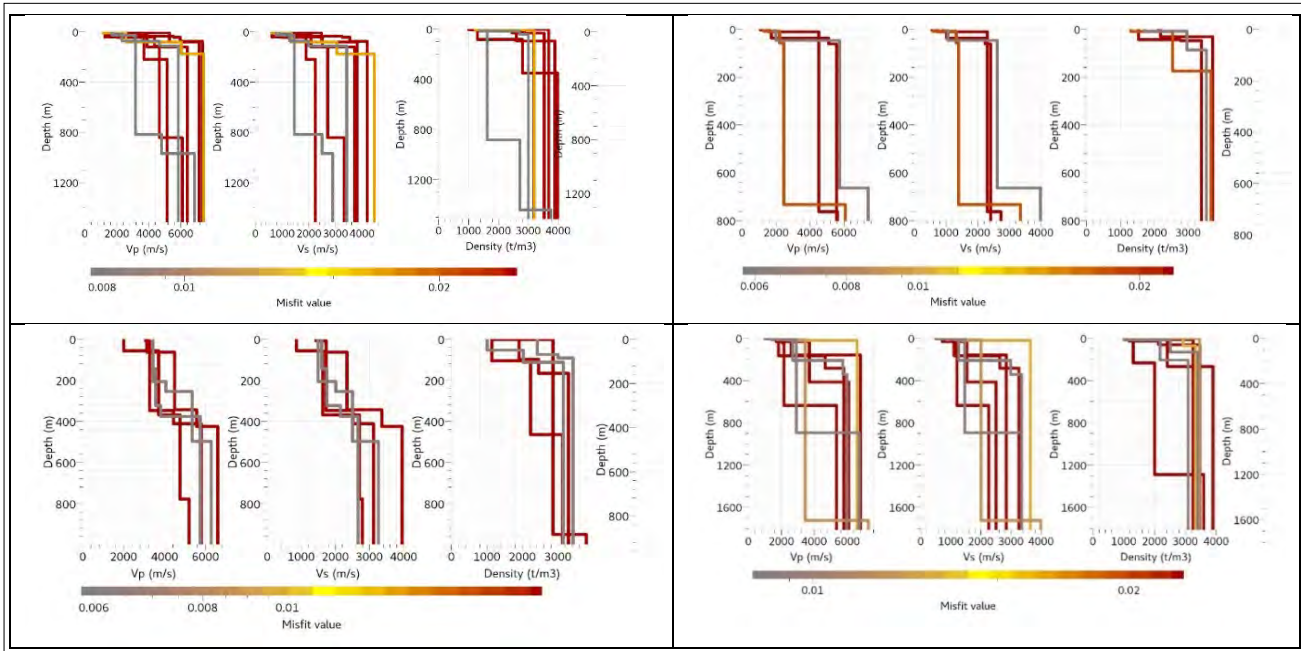 0 0 0 0
400 400 400 400
800 800 800 800
1200 1200 1200 1200
Depth (m) Depth (m) Depth (m) Depth (m)
0 2000 4000 6000 0 1000 2000 3000 4000 5000 0 1000 2000 3000 4000
Vp (m/s) Vs (m/s) Density (t/m3)
0.008 0.01 0.02
Misfit value
0 0 0 0
200 200 200 200
400 400 400 400
600 600 600 600
800 800 800 800
Depth (m) Depth (m) Depth (m) Depth (m)
0 2000 4000 6000 0 1000 2000 3000 4000 0 1000 2000 3000
Vp (m/s) Vs (m/s) Density (t/m3)
0.006 0.008 0.01 0.02
Misfit value
0 0 0 0
200 200 200 200
400 400 400 400
600 600 600 600
800 800 800 800
Depth (m) Depth (m) Depth (m) Depth (m)
0 2000 4000 6000 0 1000 2000 3000 4000 0 1000 2000 3000
Vp (m/s) Vs (m/s) Density (t/m3)
0.006 0.008 0.01
Misfit value
0 0 0 0
400 400 400 400
800 800 800 800
1200 1200 1200 1200
1600 1600 1600 1600
Depth (m) Depth (m) Depth (m) Depth (m)
0 2000 4000 6000 0 1000 2000 3000 4000 0 1000 2000 3000 4000
Vp (m/s) Vs (m/s) Density (t/m3)
0.01 0.02
Misfit value